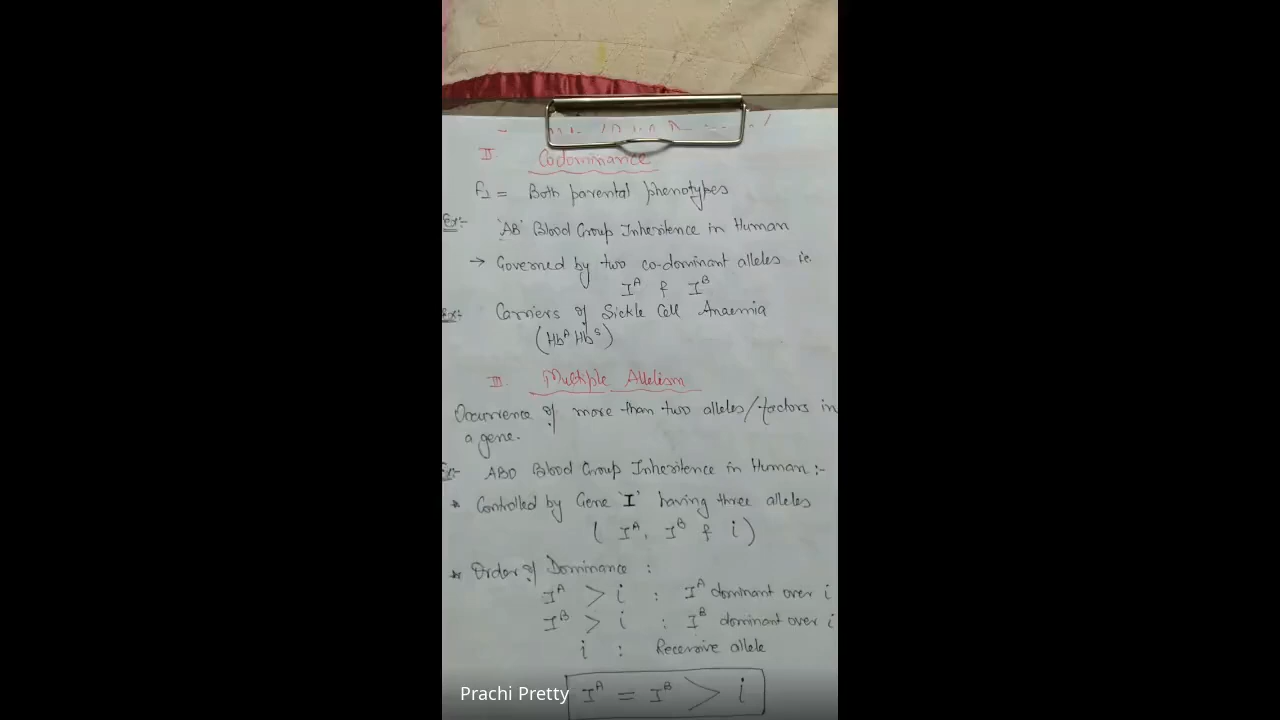 II. Codominance
F1 = Both parental phenotypes
Ex:- 'AB' Blood Group Inheritence in Human
→ Governed by two co-dominant alleles i.e.
I^A & I^B
Ex:- Carriers of Sickle Cell Anaemia
(Hb^A Hb^S)
III. Multiple Allelism
Occurrence of more than two alleles/factors in
a gene.
Ex:- ABO Blood Group Inheritence in Human :-
* Controlled by Gene 'I' having three alleles
( I^A, I^B & i )
* Order of Dominance :
I^A > i : I^A dominant over i
I^B > i : I^B dominant over i
i : Recessive allele
I^A = I^B > i
Prachi Pretty